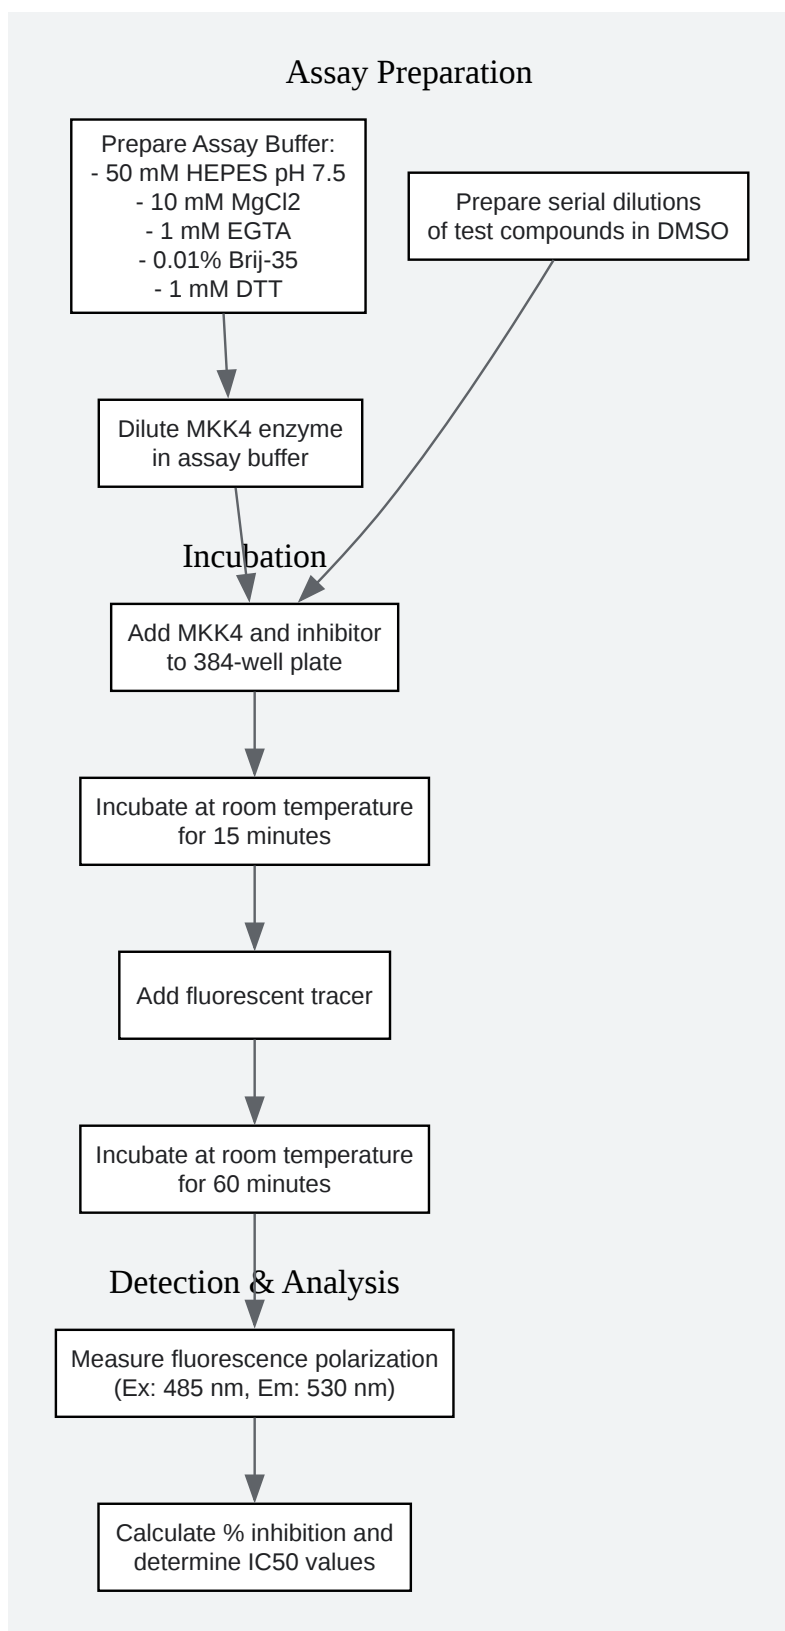 Assay Preparation
Prepare Assay Buffer:
- 50 mM HEPES pH 7.5
- 10 mM MgCl2
- 1 mM EGTA
- 0.01% Brij-35
- 1 mM DTT
Prepare serial dilutions
of test compounds in DMSO
Dilute MKK4 enzyme
in assay buffer
Incubation
Add MKK4 and inhibitor
to 384-well plate
Incubate at room temperature
for 15 minutes
Add fluorescent tracer
Incubate at room temperature
for 60 minutes
Detection & Analysis
Measure fluorescence polarization
(Ex: 485 nm, Em: 530 nm)
Calculate % inhibition and
determine IC50 values